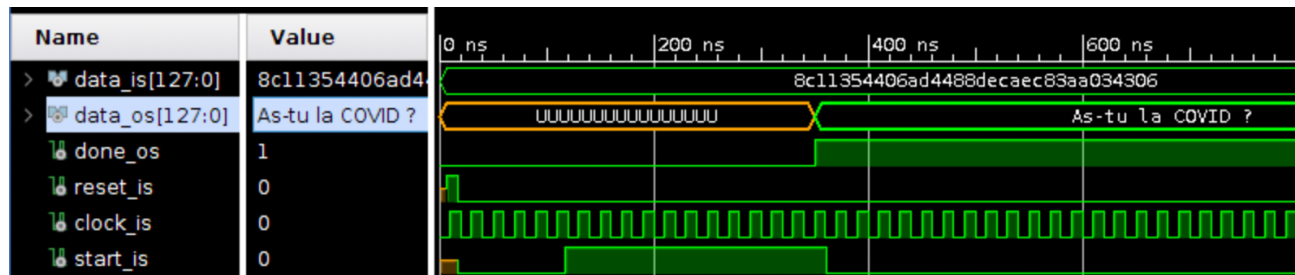 Name Value 0 ns 200 ns 400 ns 600 ns
data_is[127:0] 8c11354406ad4 8c11354406ad4488decaec83aa034306
data_os[127:0] As-tu la COVID ? UUUUUUUUUUUUUUUU As-tu la COVID ?
done_os 1
reset_is 0
clock_is 0
start_is 0